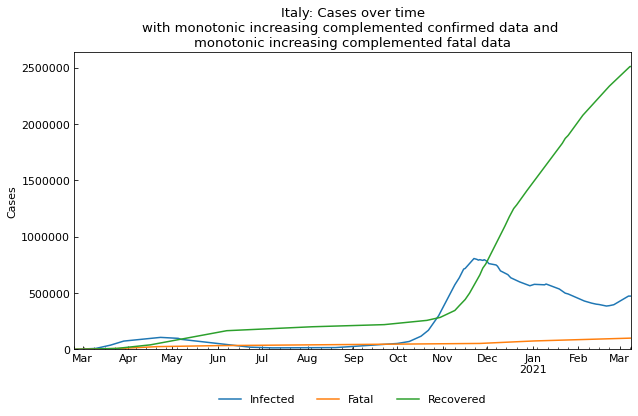 Italy: Cases over time
with monotonic increasing complemented confirmed data and
monotonic increasing complemented fatal data
2500000
2000000
1500000
1000000
500000
0
Cases
Mar Apr May Jun Jul Aug Sep Oct Nov Dec Jan Feb Mar
2021
Infected Fatal Recovered